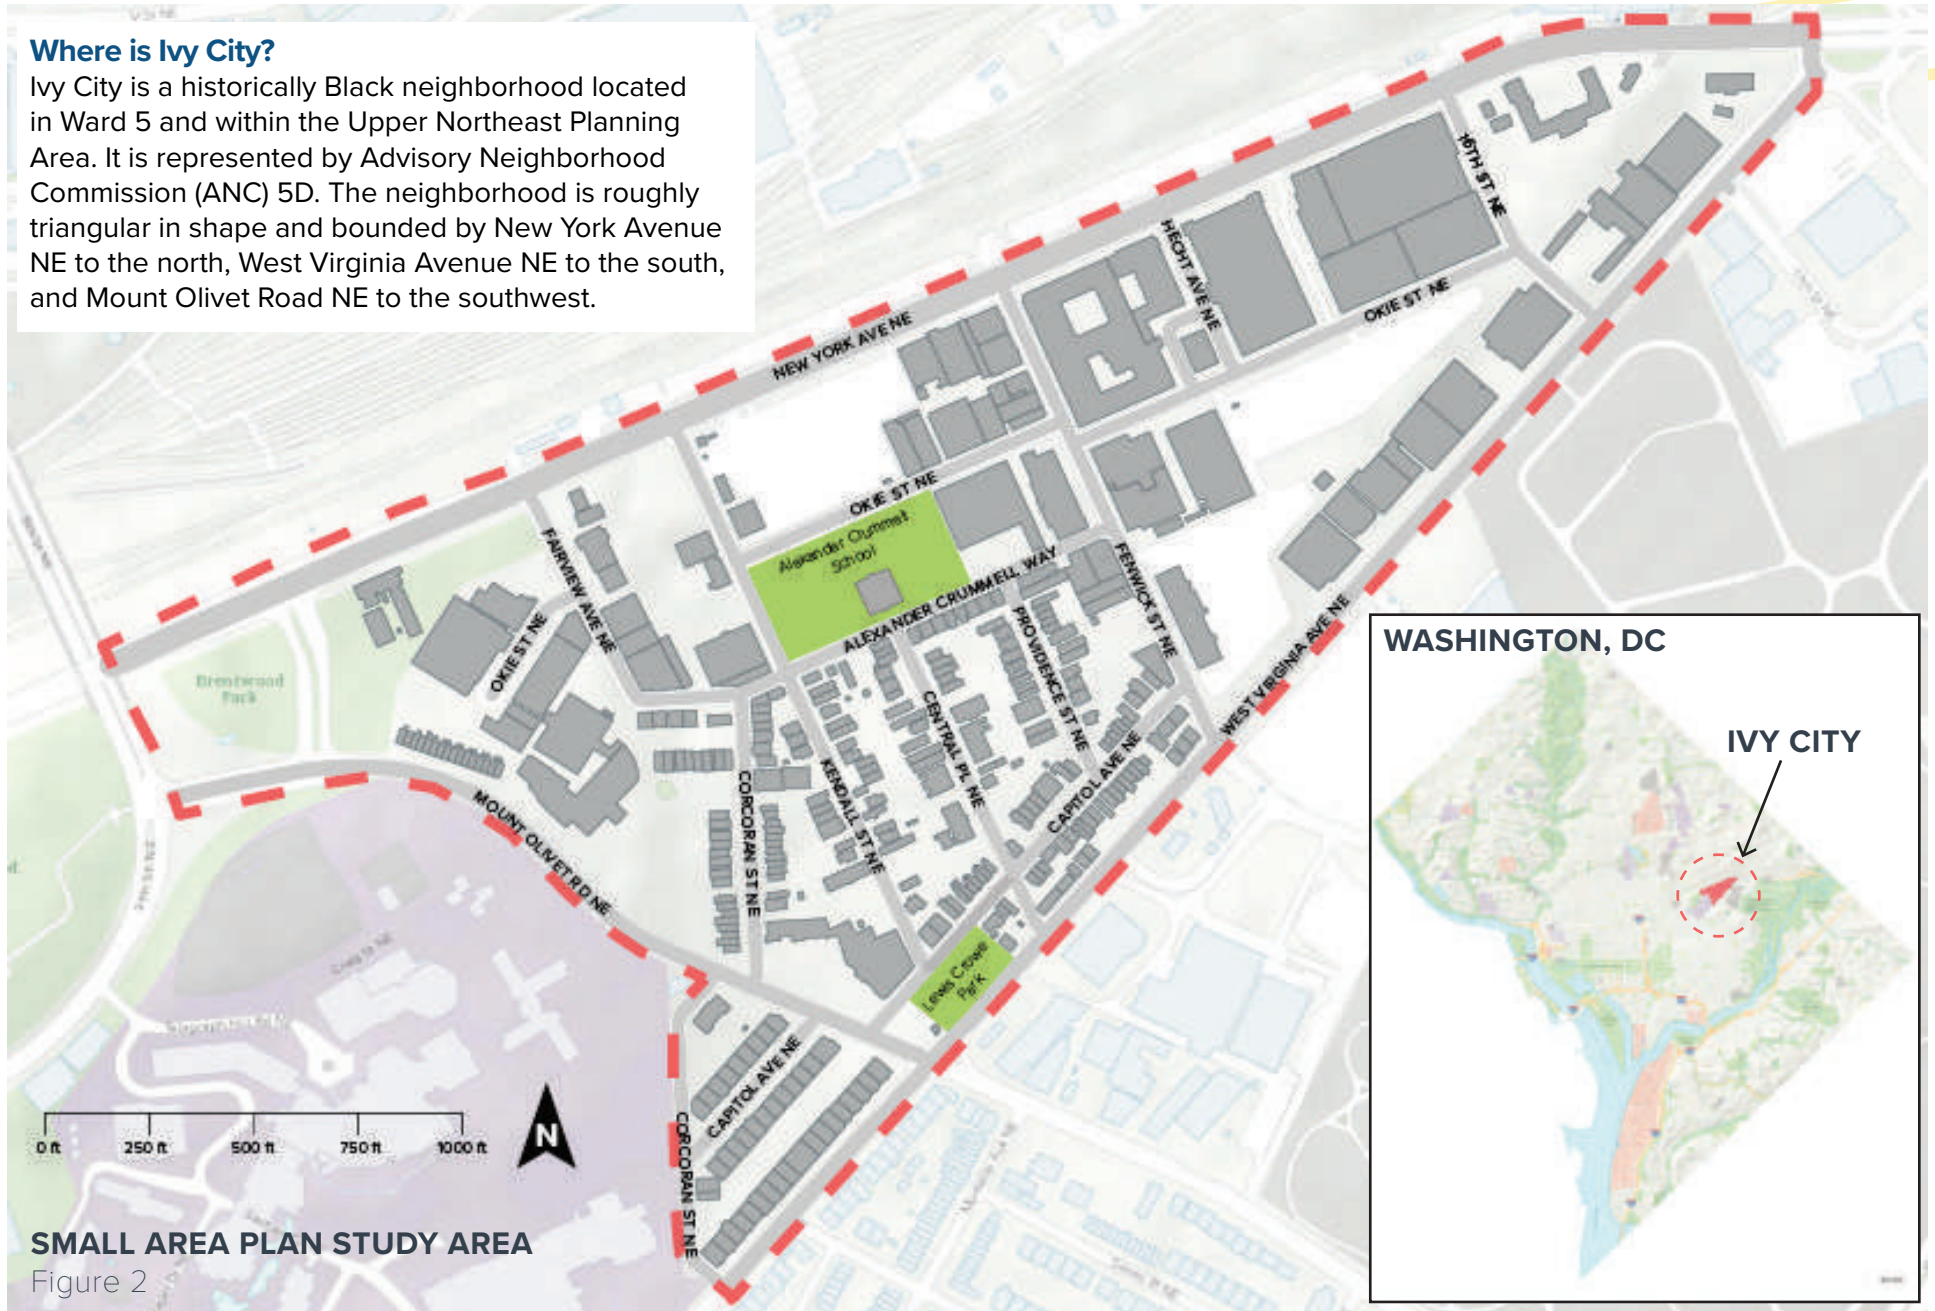 Where is Ivy City?
Ivy City is a historically Black neighborhood located
in Ward 5 and within the Upper Northeast Planning
Area. It is represented by Advisory Neighborhood
Commission (ANC) 5D. The neighborhood is roughly
triangular in shape and bounded by New York Avenue
NE to the north, West Virginia Avenue NE to the south,
and Mount Olivet Road NE to the southwest.
16TH ST NE
HECHT AVE NE
OKIE ST NE
NEW YORK AVE NE
OKIE ST NE
Alexander Crummell
School
FAIRVIEW AVE NE
ALEXANDER CRUMMELL WAY
FENWICK ST NE
OKIE ST NE
PROVIDENCE ST NE
WEST VIRGINIA AVE NE
Brentwood
Park
CENTRAL PL NE
CAPITOL AVE NE
KENDALL ST NE
CORCORAN ST NE
MOUNT OLIVET RD NE
Lewis Crowe
Park
CAPITOL AVE NE
CORCORAN ST NE
0 ft
250 ft
500 ft
750 ft
1000 ft
N
SMALL AREA PLAN STUDY AREA
Figure 2
WASHINGTON, DC
IVY CITY